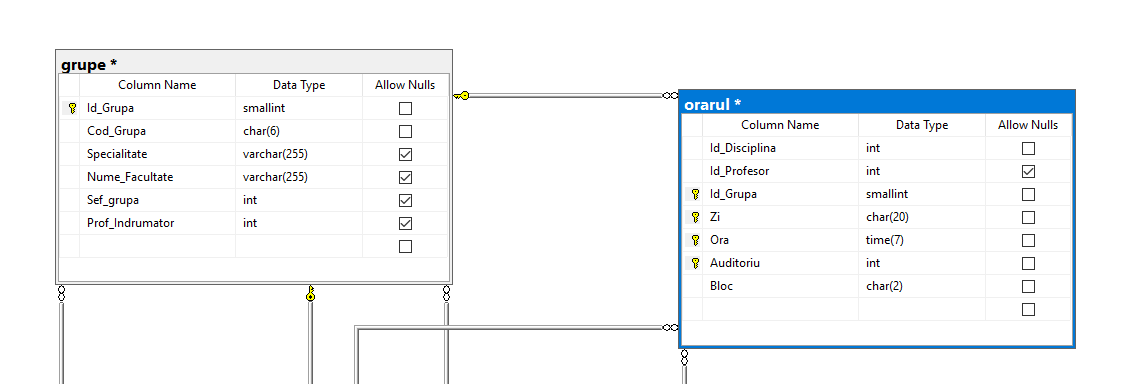 grupe *
Column Name Data Type Allow Nulls
Id_Grupa smallint
Cod_Grupa char(6)
Specialitate varchar(255)
Nume_Facultate varchar(255)
Sef_grupa int
Prof_Indrumator int
orarul *
Column Name Data Type Allow Nulls
Id_Disciplina int
Id_Profesor int
Id_Grupa smallint
Zi char(20)
Ora time(7)
Auditoriu int
Bloc char(2)